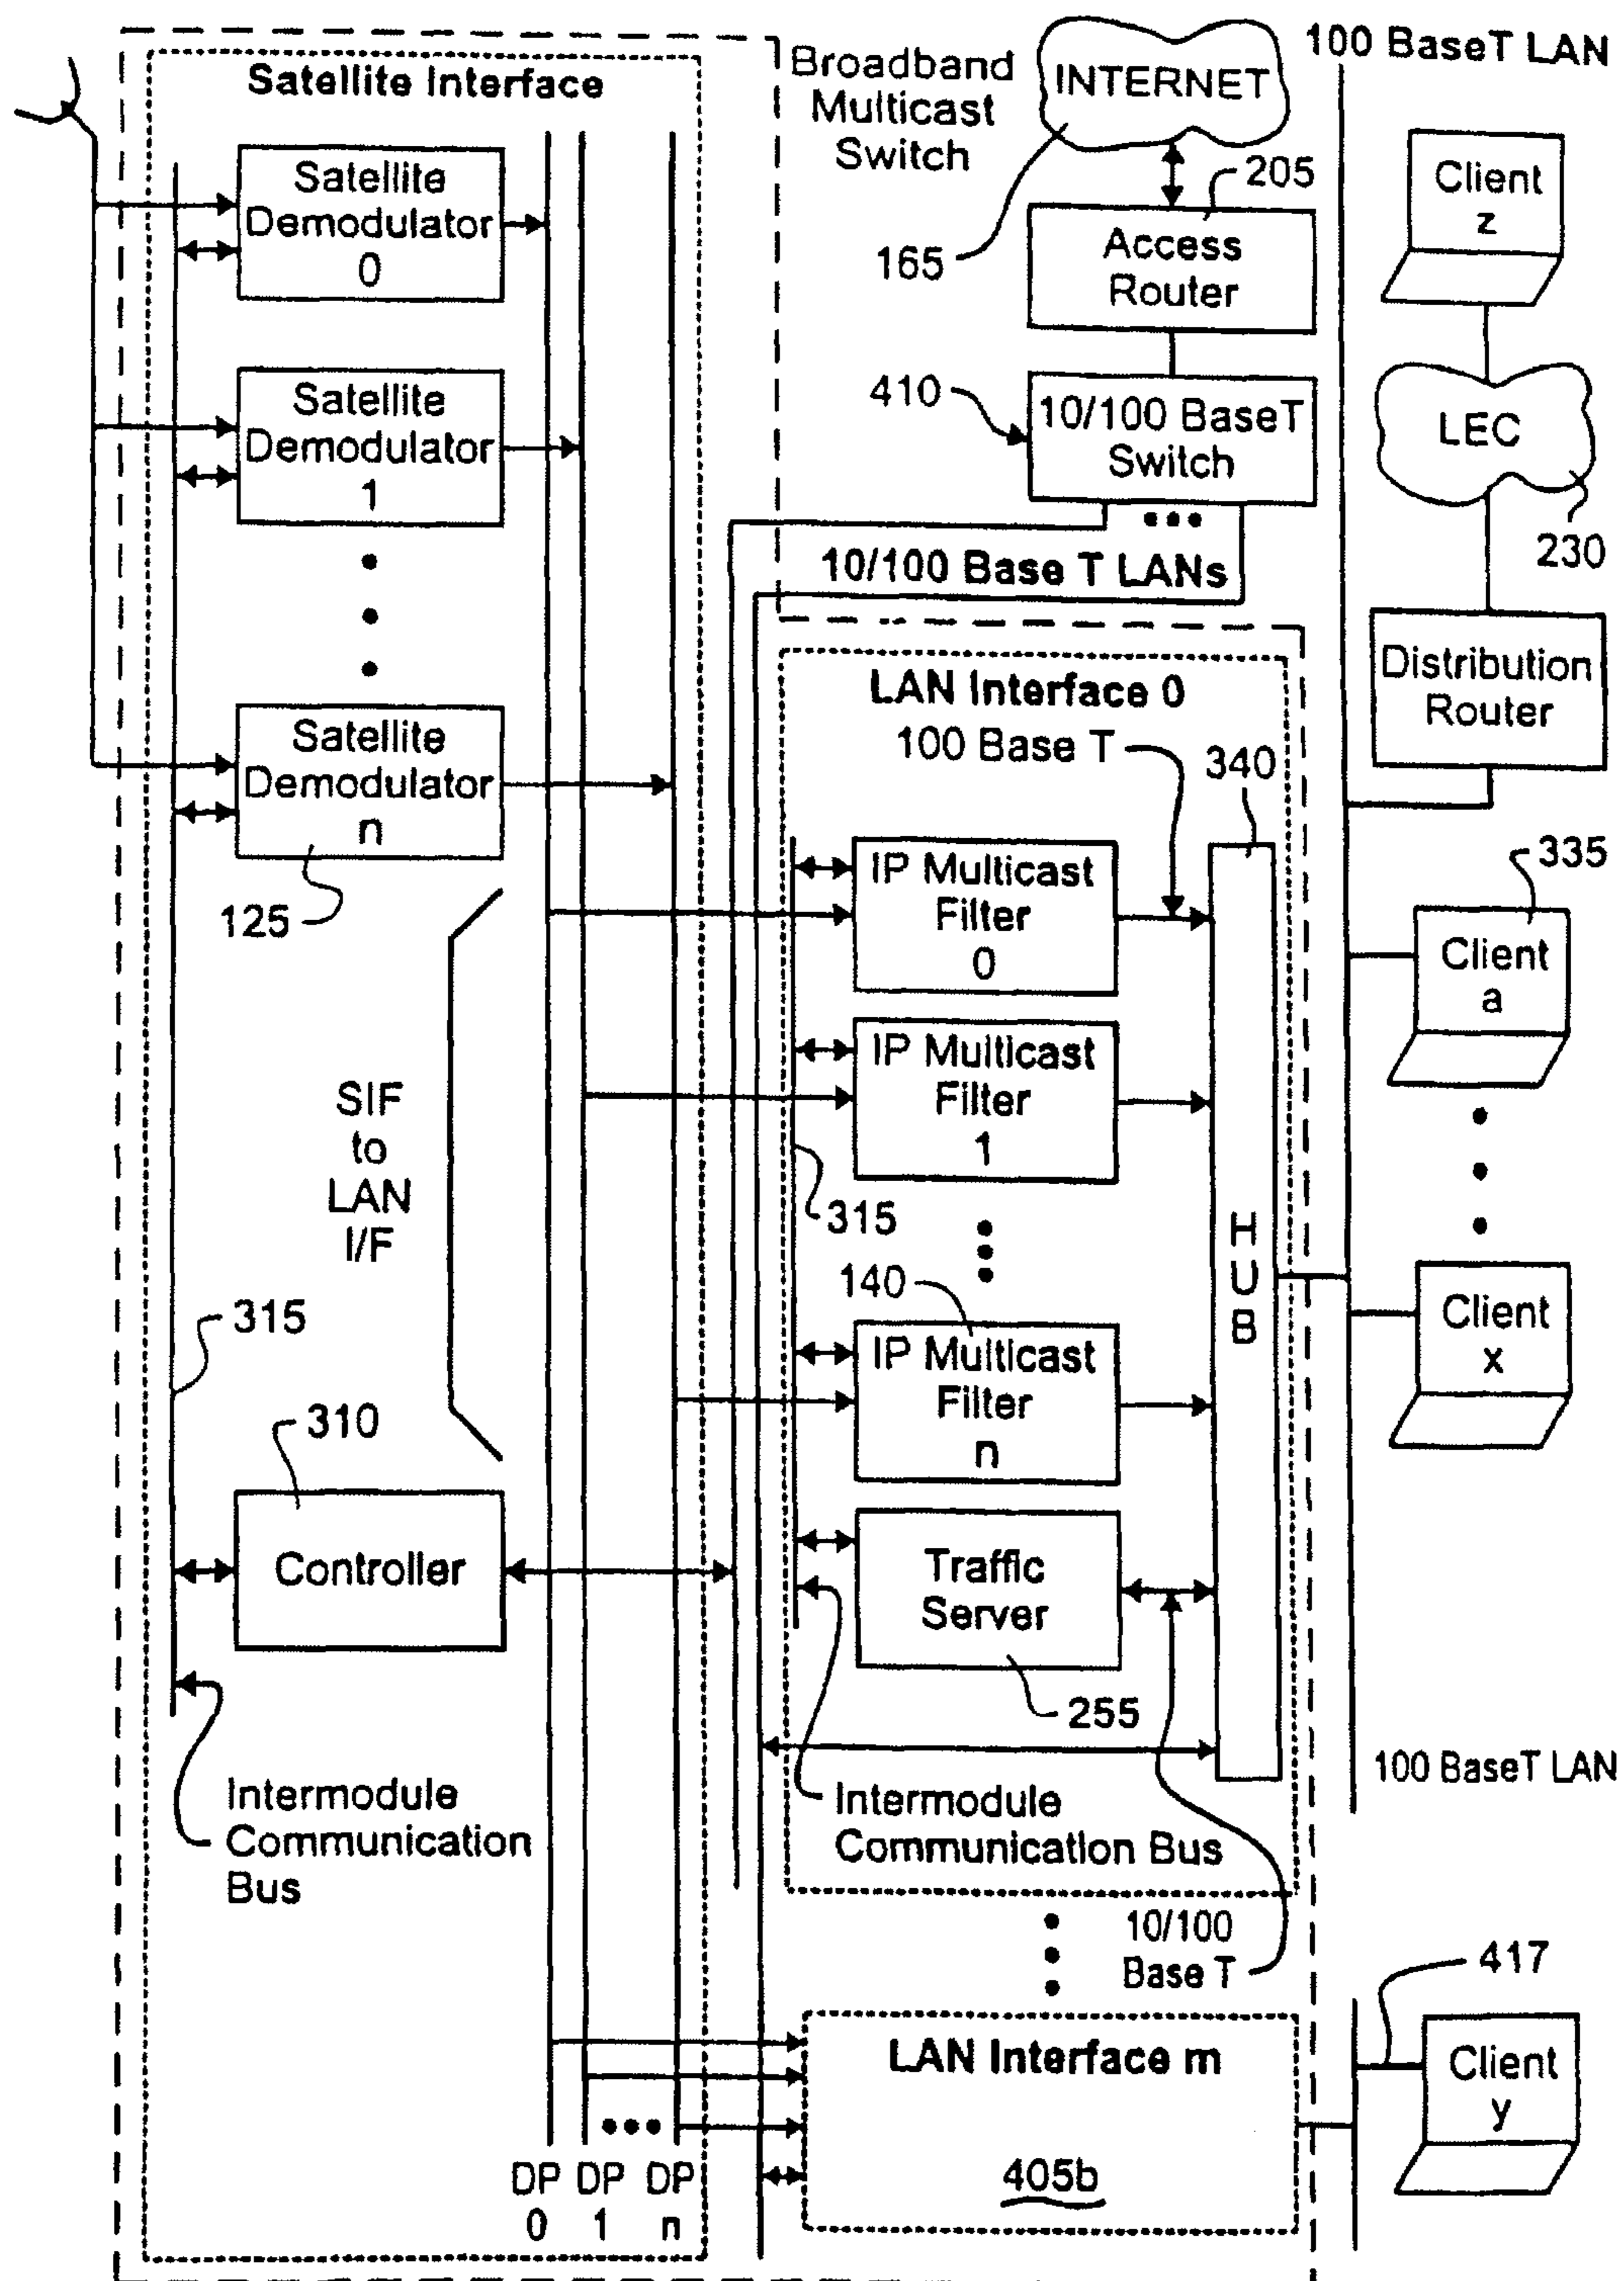 Satellite Interface
Satellite
Demodulator
0
Satellite
Demodulator
1
Satellite
Demodulator
n
125
SIF
to
LAN
I/F
315
310
Controller
Intermodule
Communication
Bus
DP DP DP
0 1 n
Broadband
Multicast
Switch
INTERNET
165
205
Access
Router
410
10/100 BaseT
Switch
10/100 Base T LANs
LAN Interface 0
100 Base T
340
IP Multicast
Filter
0
IP Multicast
Filter
1
315
140
IP Multicast
Filter
n
Traffic
Server
255
H
U
B
Intermodule
Communication Bus
10/100
Base T
LAN Interface m
405b
100 BaseT LAN
Client
z
LEC
230
Distribution
Router
335
Client
a
Client
x
100 BaseT LAN
417
Client
y